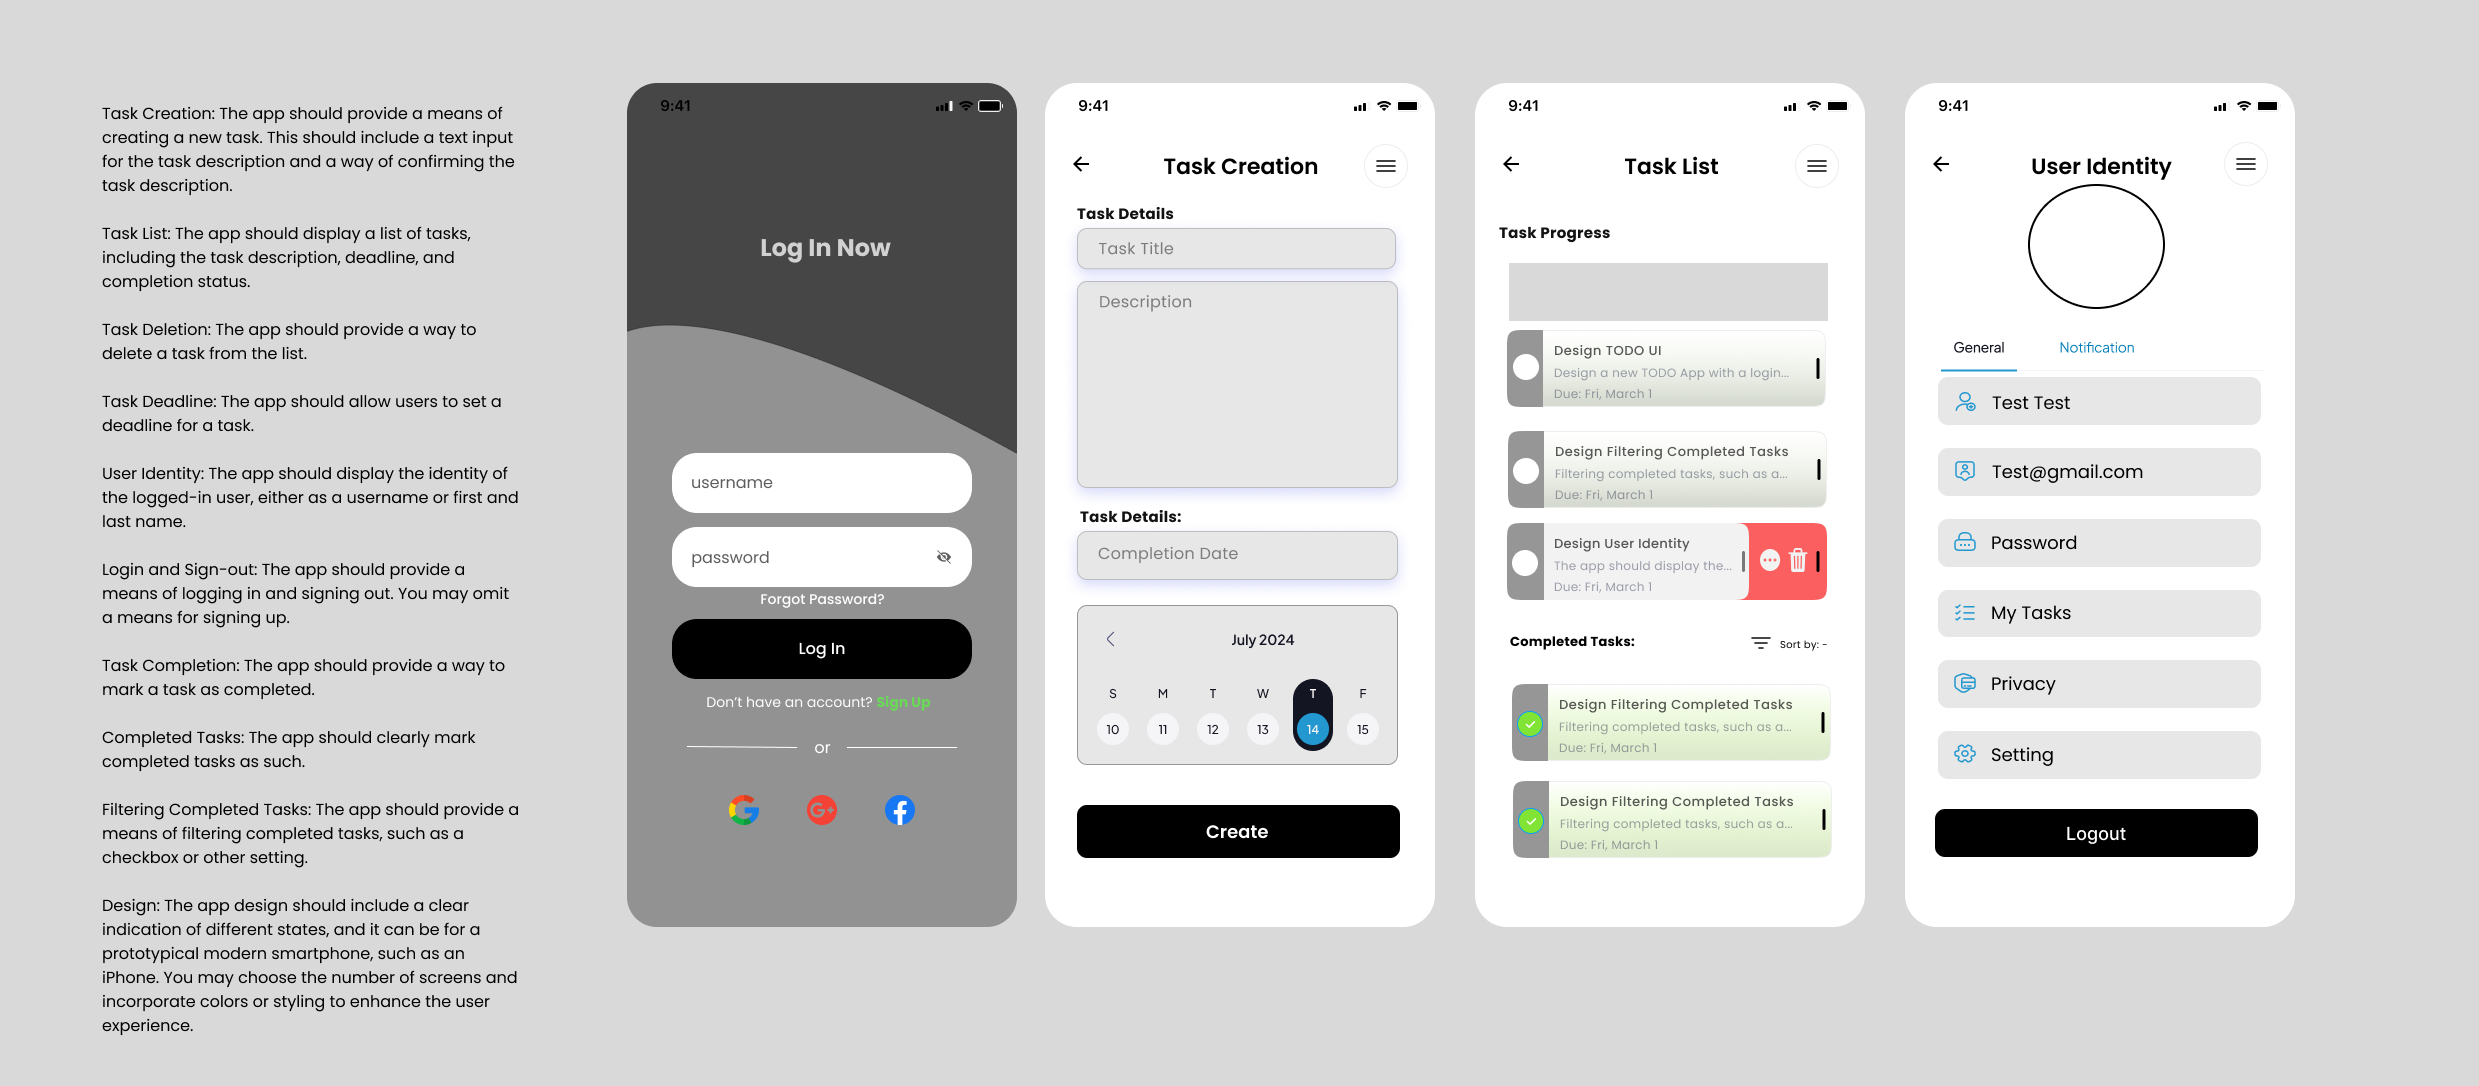 Task Creation: The app should provide a means of
creating a new task. This should include a text input
for the task description and a way of confirming the
task description.
Task List: The app should display a list of tasks,
including the task description, deadline, and
completion status.
Task Deletion: The app should provide a way to
delete a task from the list.
Task Deadline: The app should allow users to set a
deadline for a task.
User Identity: The app should display the identity of
the logged-in user, either as a username or first and
last name.
Login and Sign-out: The app should provide a
means of logging in and signing out. You may omit
a means for signing up.
Task Completion: The app should provide a way to
mark a task as completed.
Completed Tasks: The app should clearly mark
completed tasks as such.
Filtering Completed Tasks: The app should provide a
means of filtering completed tasks, such as a
checkbox or other setting.
Design: The app design should include a clear
indication of different states, and it can be for a
prototypical modern smartphone, such as an
iPhone. You may choose the number of screens and
incorporate colors or styling to enhance the user
experience.
9:41
Log In Now
username
password
Forgot Password?
Log In
Don't have an account? Sign Up
or
G
G+
f
9:41
Task Creation
Task Details
Task Title
Description
Task Details:
Completion Date
July 2024
S M T W T F
10 11 12 13 14 15
Create
9:41
Task List
Task Progress
Design TODO UI
Design a new TODO App with a login...
Due: Fri, March 1
Design Filtering Completed Tasks
Filtering completed tasks, such as a...
Due: Fri, March 1
Design User Identity
The app should display the...
Due: Fri, March 1
Completed Tasks:
Sort by: -
Design Filtering Completed Tasks
Filtering completed tasks, such as a...
Due: Fri, March 1
Design Filtering Completed Tasks
Filtering completed tasks, such as a...
Due: Fri, March 1
9:41
User Identity
General Notification
Test Test
Test@gmail.com
Password
My Tasks
Privacy
Setting
Logout